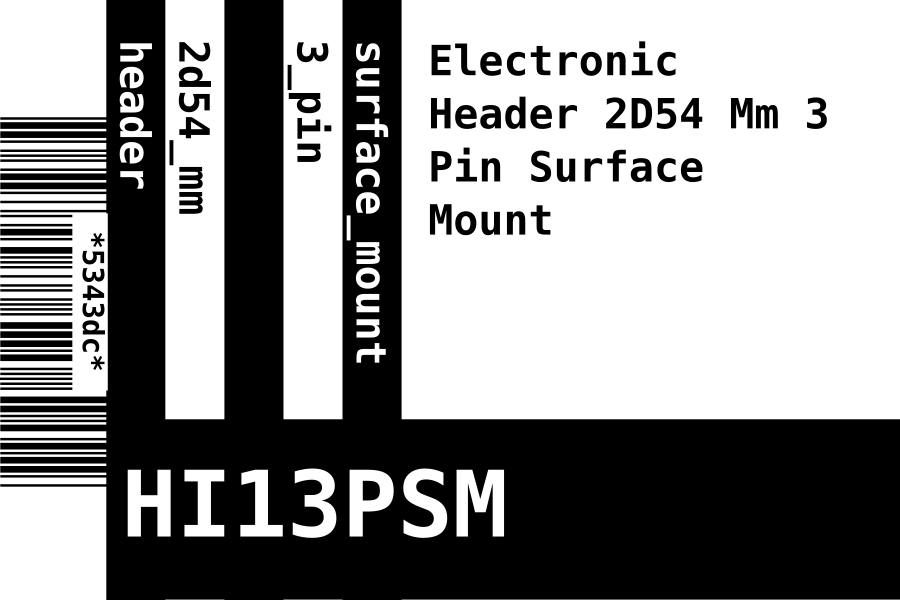 *5343dc*
header
2d54_mm
3_pin
surface_mount
Electronic
Header 2D54 Mm 3
Pin Surface
Mount
HI13PSM